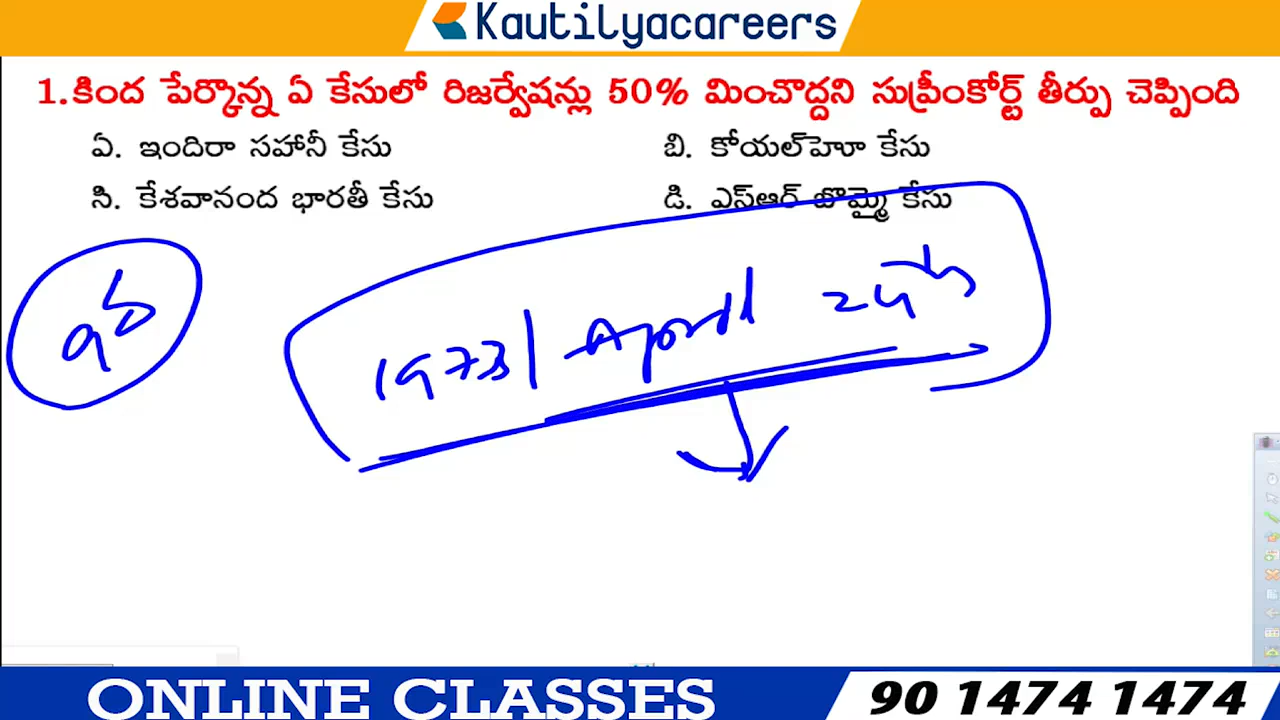 Kautilyacareers
1.కింద పేర్కొన్న ఏ కేసులో రిజర్వేషన్లు 50% మించొద్దని సుప్రీంకోర్ట్ తీర్పు చెప్పింది
ఏ. ఇందిరా సహానీ కేసు
బి. కోయల్‌హెూ కేసు
సి. కేశవానంద భారతీ కేసు
డి. ఎస్ఆర్ బొమ్మై కేసు
1973 April 24th
ONLINE CLASSES
90 1474 1474